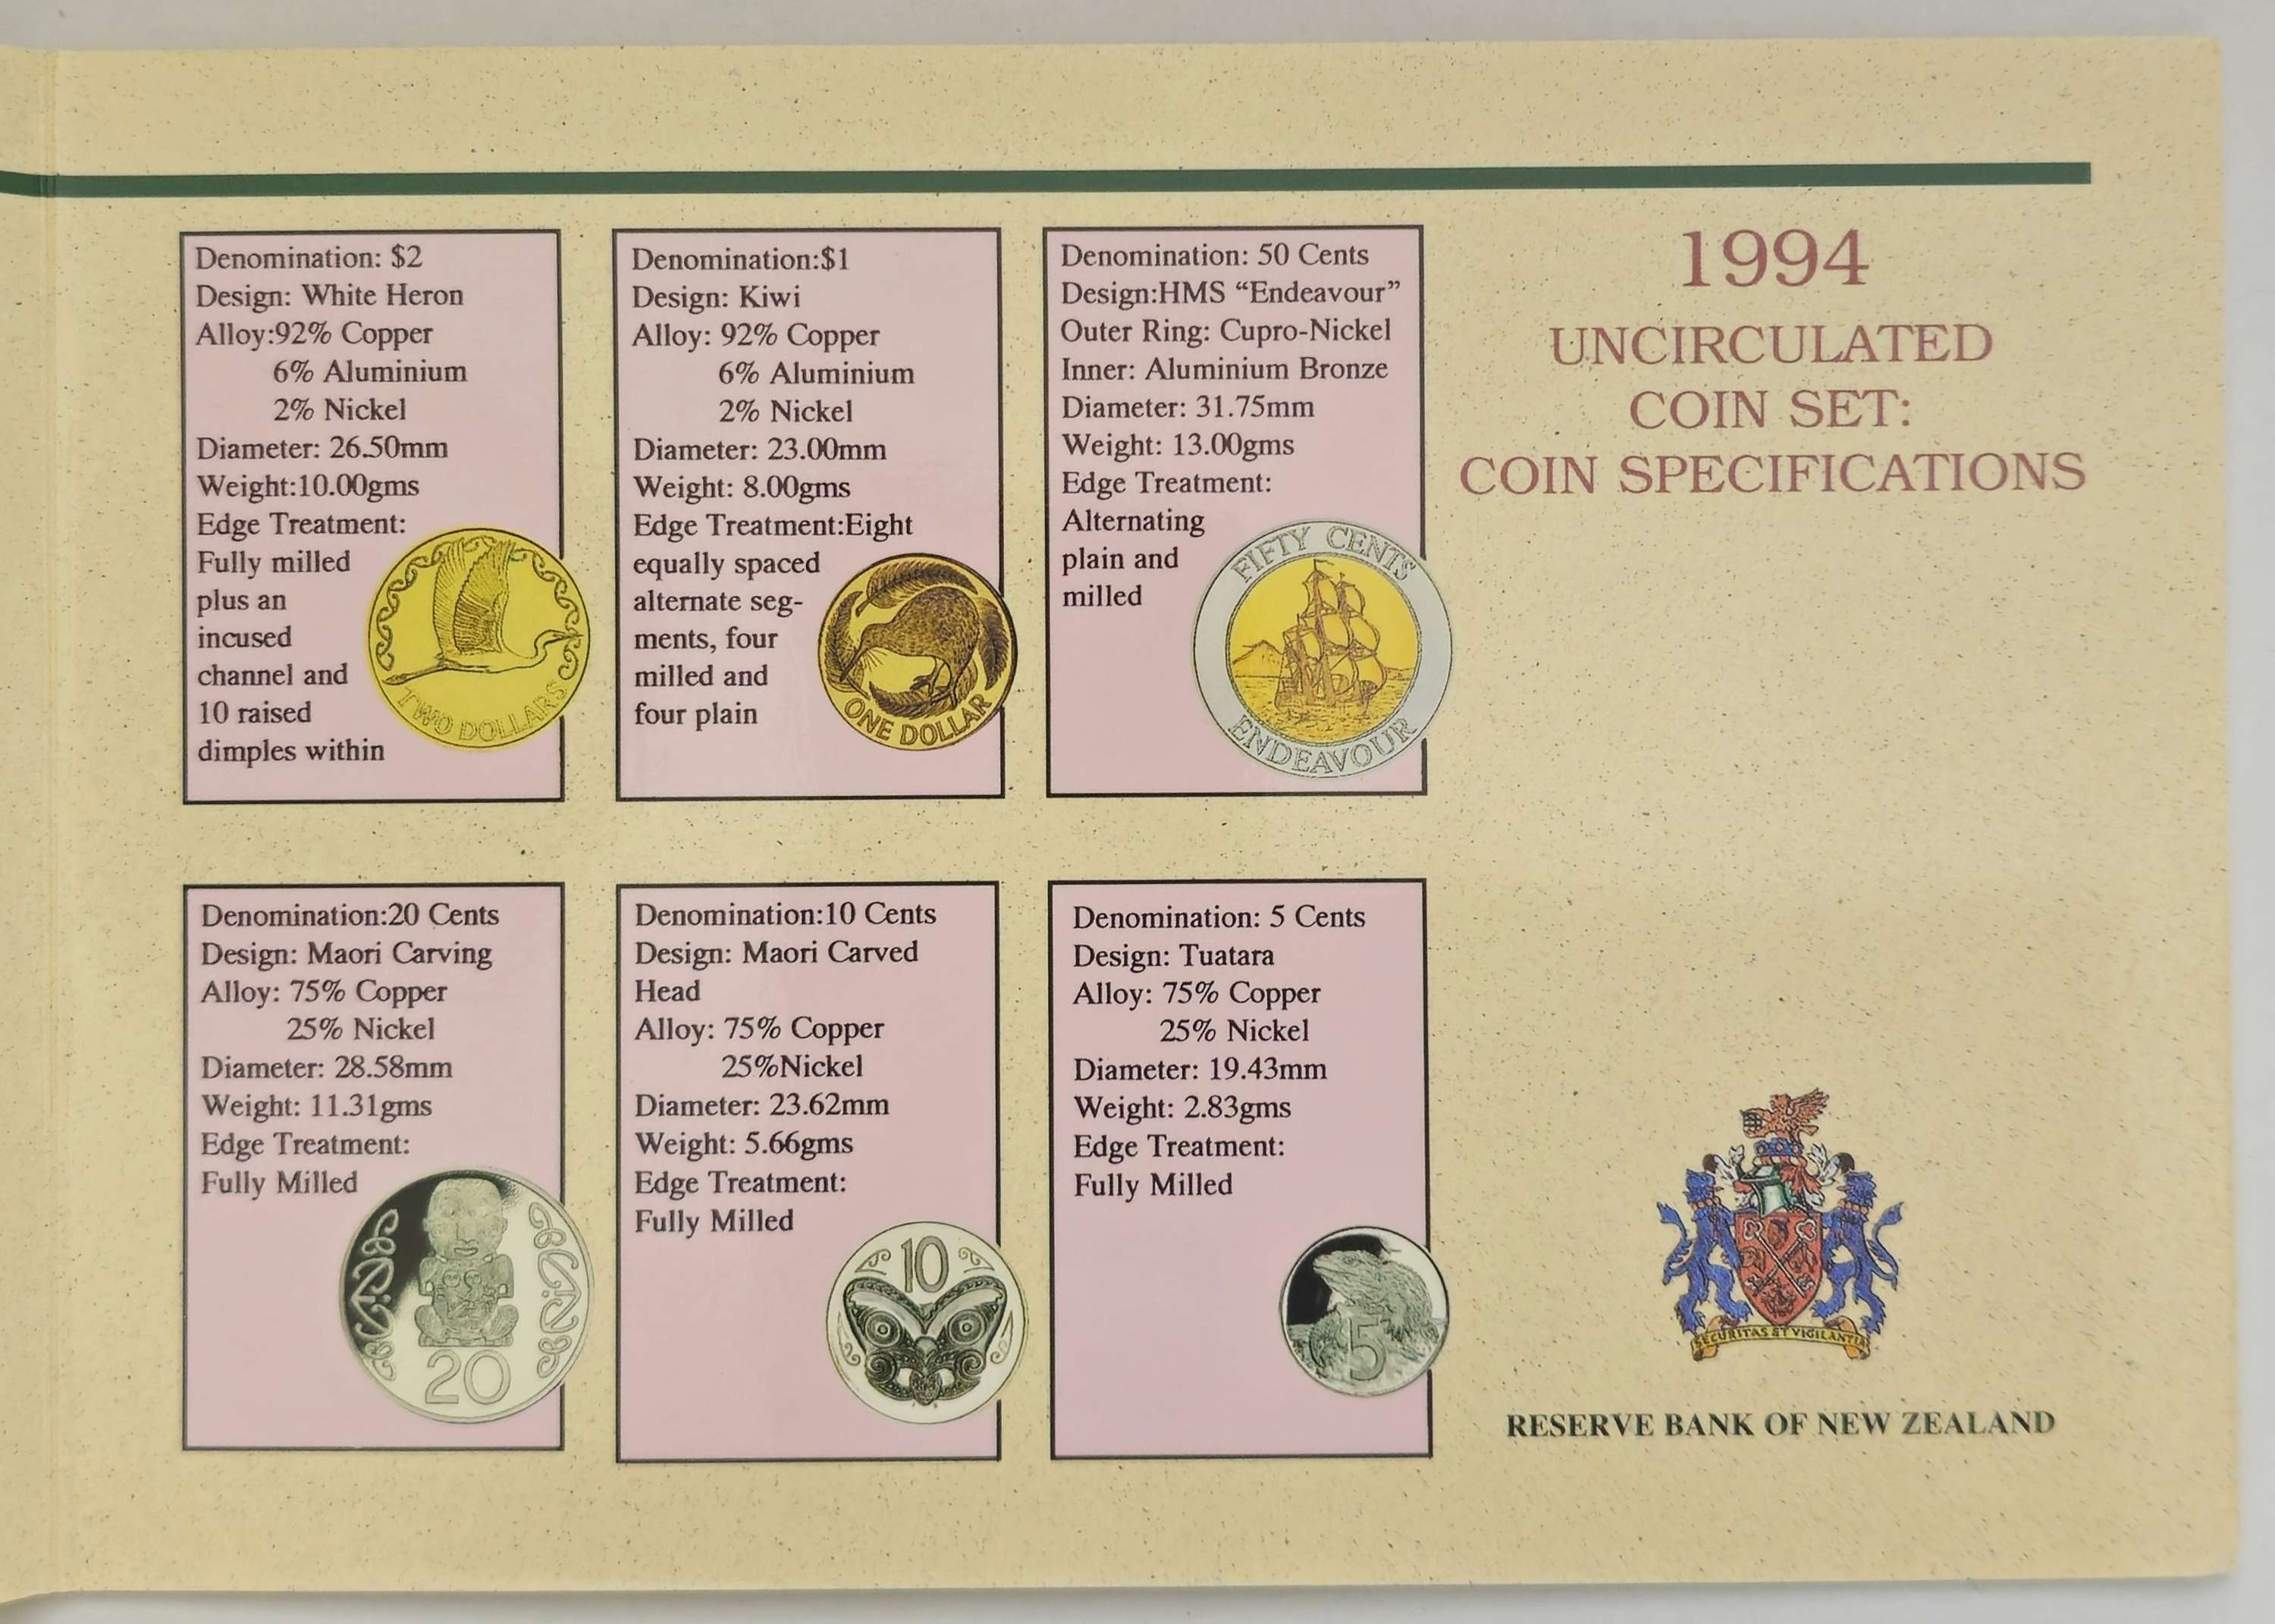 1994
UNCIRCULATED
COIN SET:
COIN SPECIFICATIONS
Denomination: $2
Design: White Heron
Alloy:92% Copper
6% Aluminium
2% Nickel
Diameter: 26.50mm
Weight:10.00gms
Edge Treatment:
Fully milled
plus an
incused
channel and
10 raised
dimples within
TWO DOLLARS
Denomination:$1
Design: Kiwi
Alloy: 92% Copper
6% Aluminium
2% Nickel
Diameter: 23.00mm
Weight: 8.00gms
Edge Treatment:Eight
equally spaced
alternate seg-
ments, four
milled and
four plain
ONE DOLLAR
Denomination: 50 Cents
Design:HMS “Endeavour”
Outer Ring: Cupro-Nickel
Inner: Aluminium Bronze
Diameter: 31.75mm
Weight: 13.00gms
Edge Treatment:
Alternating
plain and
milled
FIFTY CENTS
ENDEAVOUR
Denomination:20 Cents
Design: Maori Carving
Alloy: 75% Copper
25% Nickel
Diameter: 28.58mm
Weight: 11.31gms
Edge Treatment:
Fully Milled
20
Denomination:10 Cents
Design: Maori Carved
Head
Alloy: 75% Copper
25%Nickel
Diameter: 23.62mm
Weight: 5.66gms
Edge Treatment:
Fully Milled
10
Denomination: 5 Cents
Design: Tuatara
Alloy: 75% Copper
25% Nickel
Diameter: 19.43mm
Weight: 2.83gms
Edge Treatment:
Fully Milled
5
SECURITAS ET VIGILANTIA
RESERVE BANK OF NEW ZEALAND